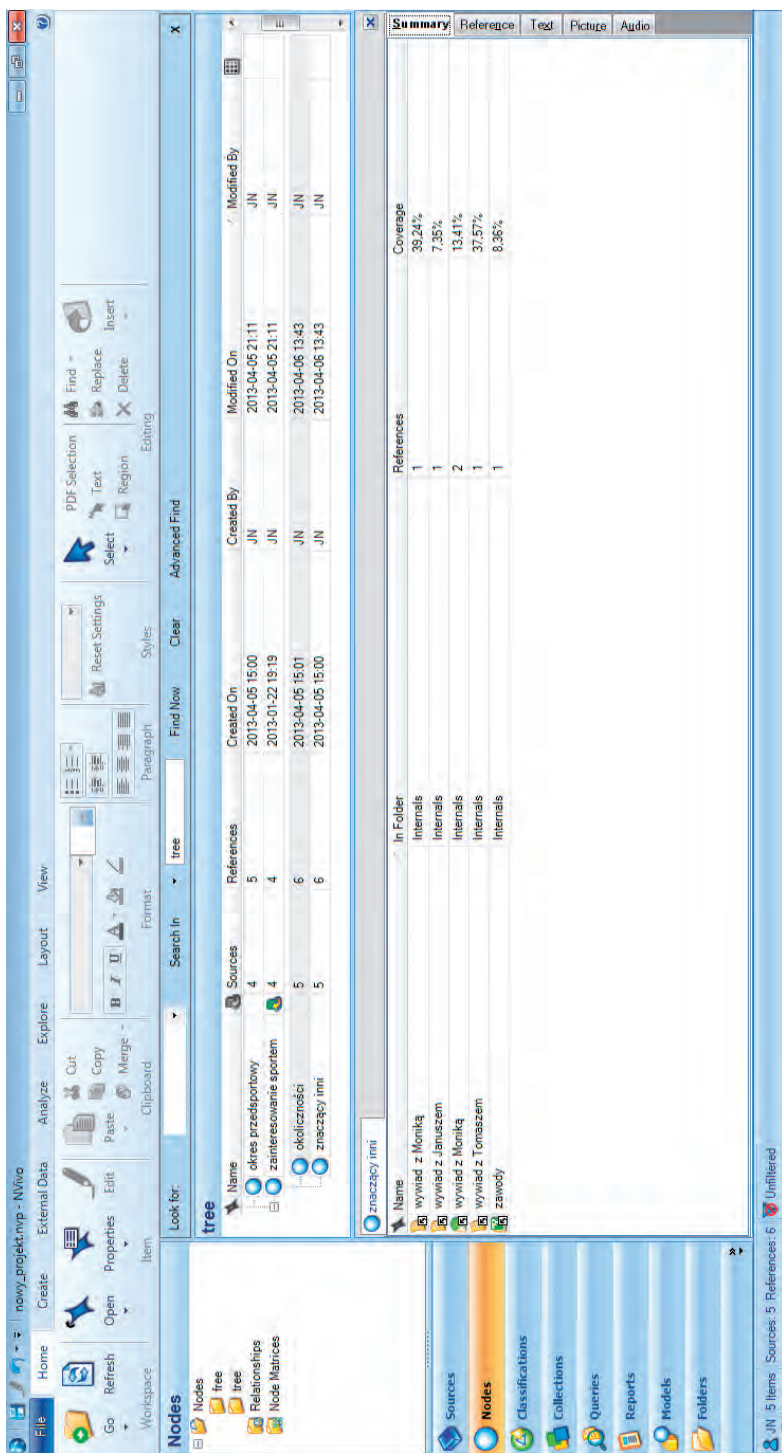 nowy_projekt.nvp - NVivo
File Home Create External Data Analyze Explore Layout View
Go Refresh Open Properties Edit Paste Cut Copy Merge
B I U A Reset Settings Select PDF Selection Text Region Find Replace Delete Insert
Workspace Item Clipboard Format Paragraph Styles Editing
Nodes
Nodes
free
tree
Relationships
Node Matrices
Sources
Nodes
Classifications
Collections
Queries
Reports
Models
Folders
Look for: Search In tree Find Now Clear Advanced Find X
tree
Name Sources References Created On Created By Modified On Modified By
okres przedsportowy 4 5 2013-04-05 15:00 JN 2013-04-05 21:11 JN
zainteresowanie sportem 4 4 2013-01-22 19:19 JN 2013-04-05 21:11 JN
okoliczności 5 6 2013-04-05 15:01 JN 2013-04-06 13:43 JN
znaczący inni 5 6 2013-04-05 15:00 JN 2013-04-06 13:43 JN
znaczący inni
Name In Folder References Coverage
wywiad z Moniką Internals 1 39,24%
wywiad z Januszem Internals 1 7,35%
wywiad z Moniką Internals 2 13,41%
wywiad z Tomaszem Internals 1 37,57%
zawody Internals 1 8,36%
Summary
Reference
Text
Picture
Audio
JN 5 Items Sources: 5 References: 6 Unfiltered